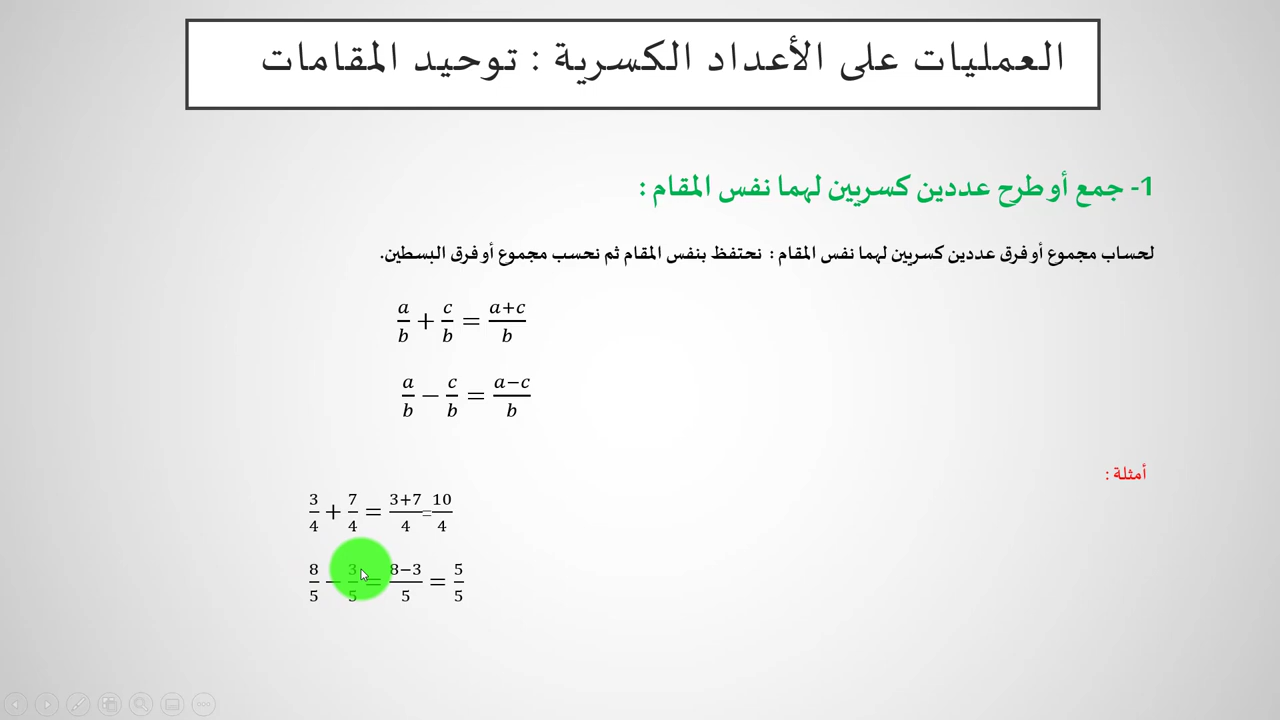 العمليات على الأعداد الكسرية : توحيد المقامات
1- جمع أو طرح عددين كسريين لهما نفس المقام :
لحساب مجموع أو فرق عددين كسريين لهما نفس المقام : نحتفظ بنفس المقام ثم نحسب مجموع أو فرق البسطين.
a/b + c/b = a+c/b
a/b − c/b = a−c/b
أمثلة :
3/4 + 7/4 = 3+7/4 = 10/4
8/5 − 3/5 = 8−3/5 = 5/5